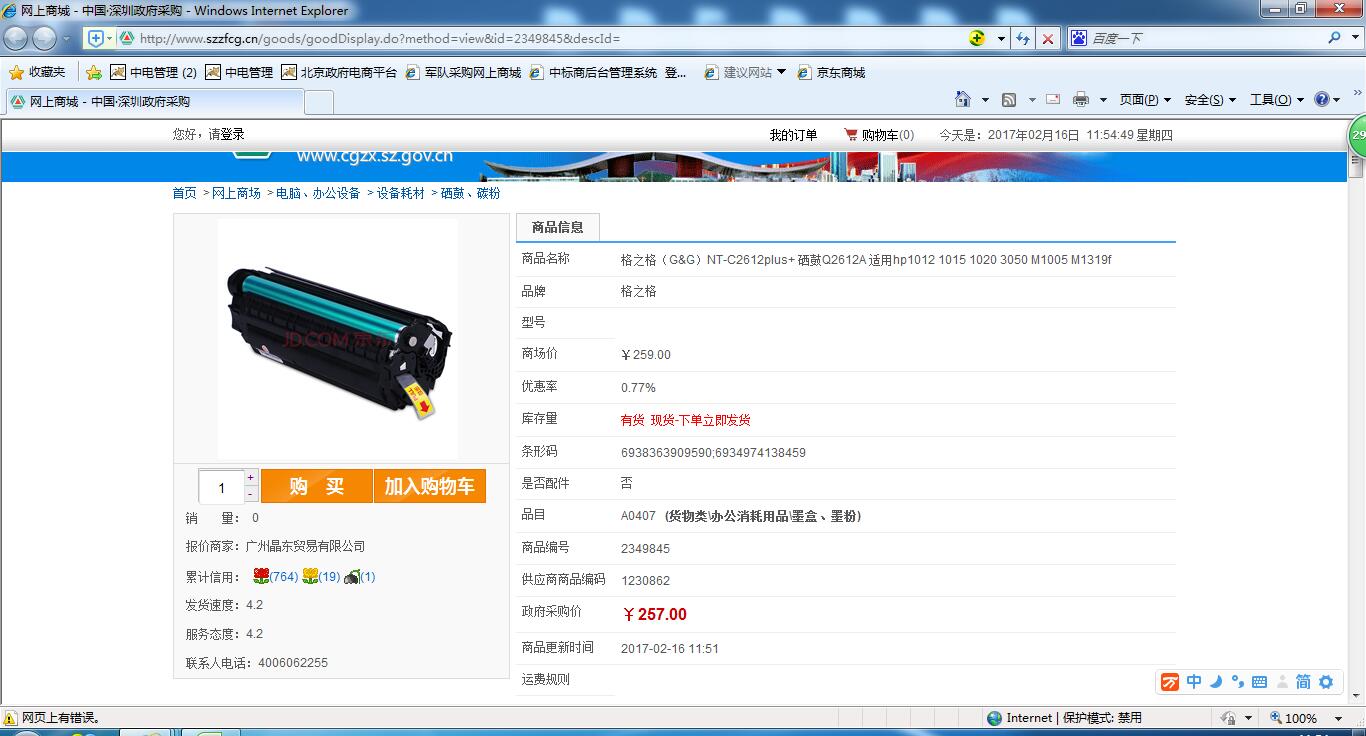 网上商城 - 中国·深圳政府采购 - Windows Internet Explorer
http://www.szzfcg.cn/goods/goodDisplay.do?method=view&id=2349845&descId=
百度一下
收藏夹 中电管理 (2) 中电管理 北京政府电商平台 军队采购网上商城 中标商后台管理系统 登... 建议网站 京东商城
网上商城 - 中国·深圳政府采购
页面(P) 安全(S) 工具(O) »
您好，请登录 我的订单 购物车(0) 今天是：2017年02月16日 11:54:49 星期四
29
www.cgzx.sz.gov.cn
首页 >网上商场 >电脑、办公设备 >设备耗材 >硒鼓、碳粉
JD.COM 京东
1
+
-
购 买 加入购物车
销 量： 0
报价商家：广州晶东贸易有限公司
累计信用： (764) (19) (1)
发货速度：4.2
服务态度：4.2
联系人电话：4006062255
商品信息
商品名称 格之格（G&G）NT-C2612plus+ 硒鼓Q2612A 适用hp1012 1015 1020 3050 M1005 M1319f
品牌 格之格
型号
商场价 ￥259.00
优惠率 0.77%
库存量 有货 现货-下单立即发货
条形码 6938363909590;6934974138459
是否配件 否
品目 A0407 (货物类\办公消耗用品\墨盒、墨粉)
商品编号 2349845
供应商商品编码 1230862
政府采购价 ￥257.00
商品更新时间 2017-02-16 11:51
运费规则
万 中 简
网页上有错误。 Internet | 保护模式: 禁用 100%